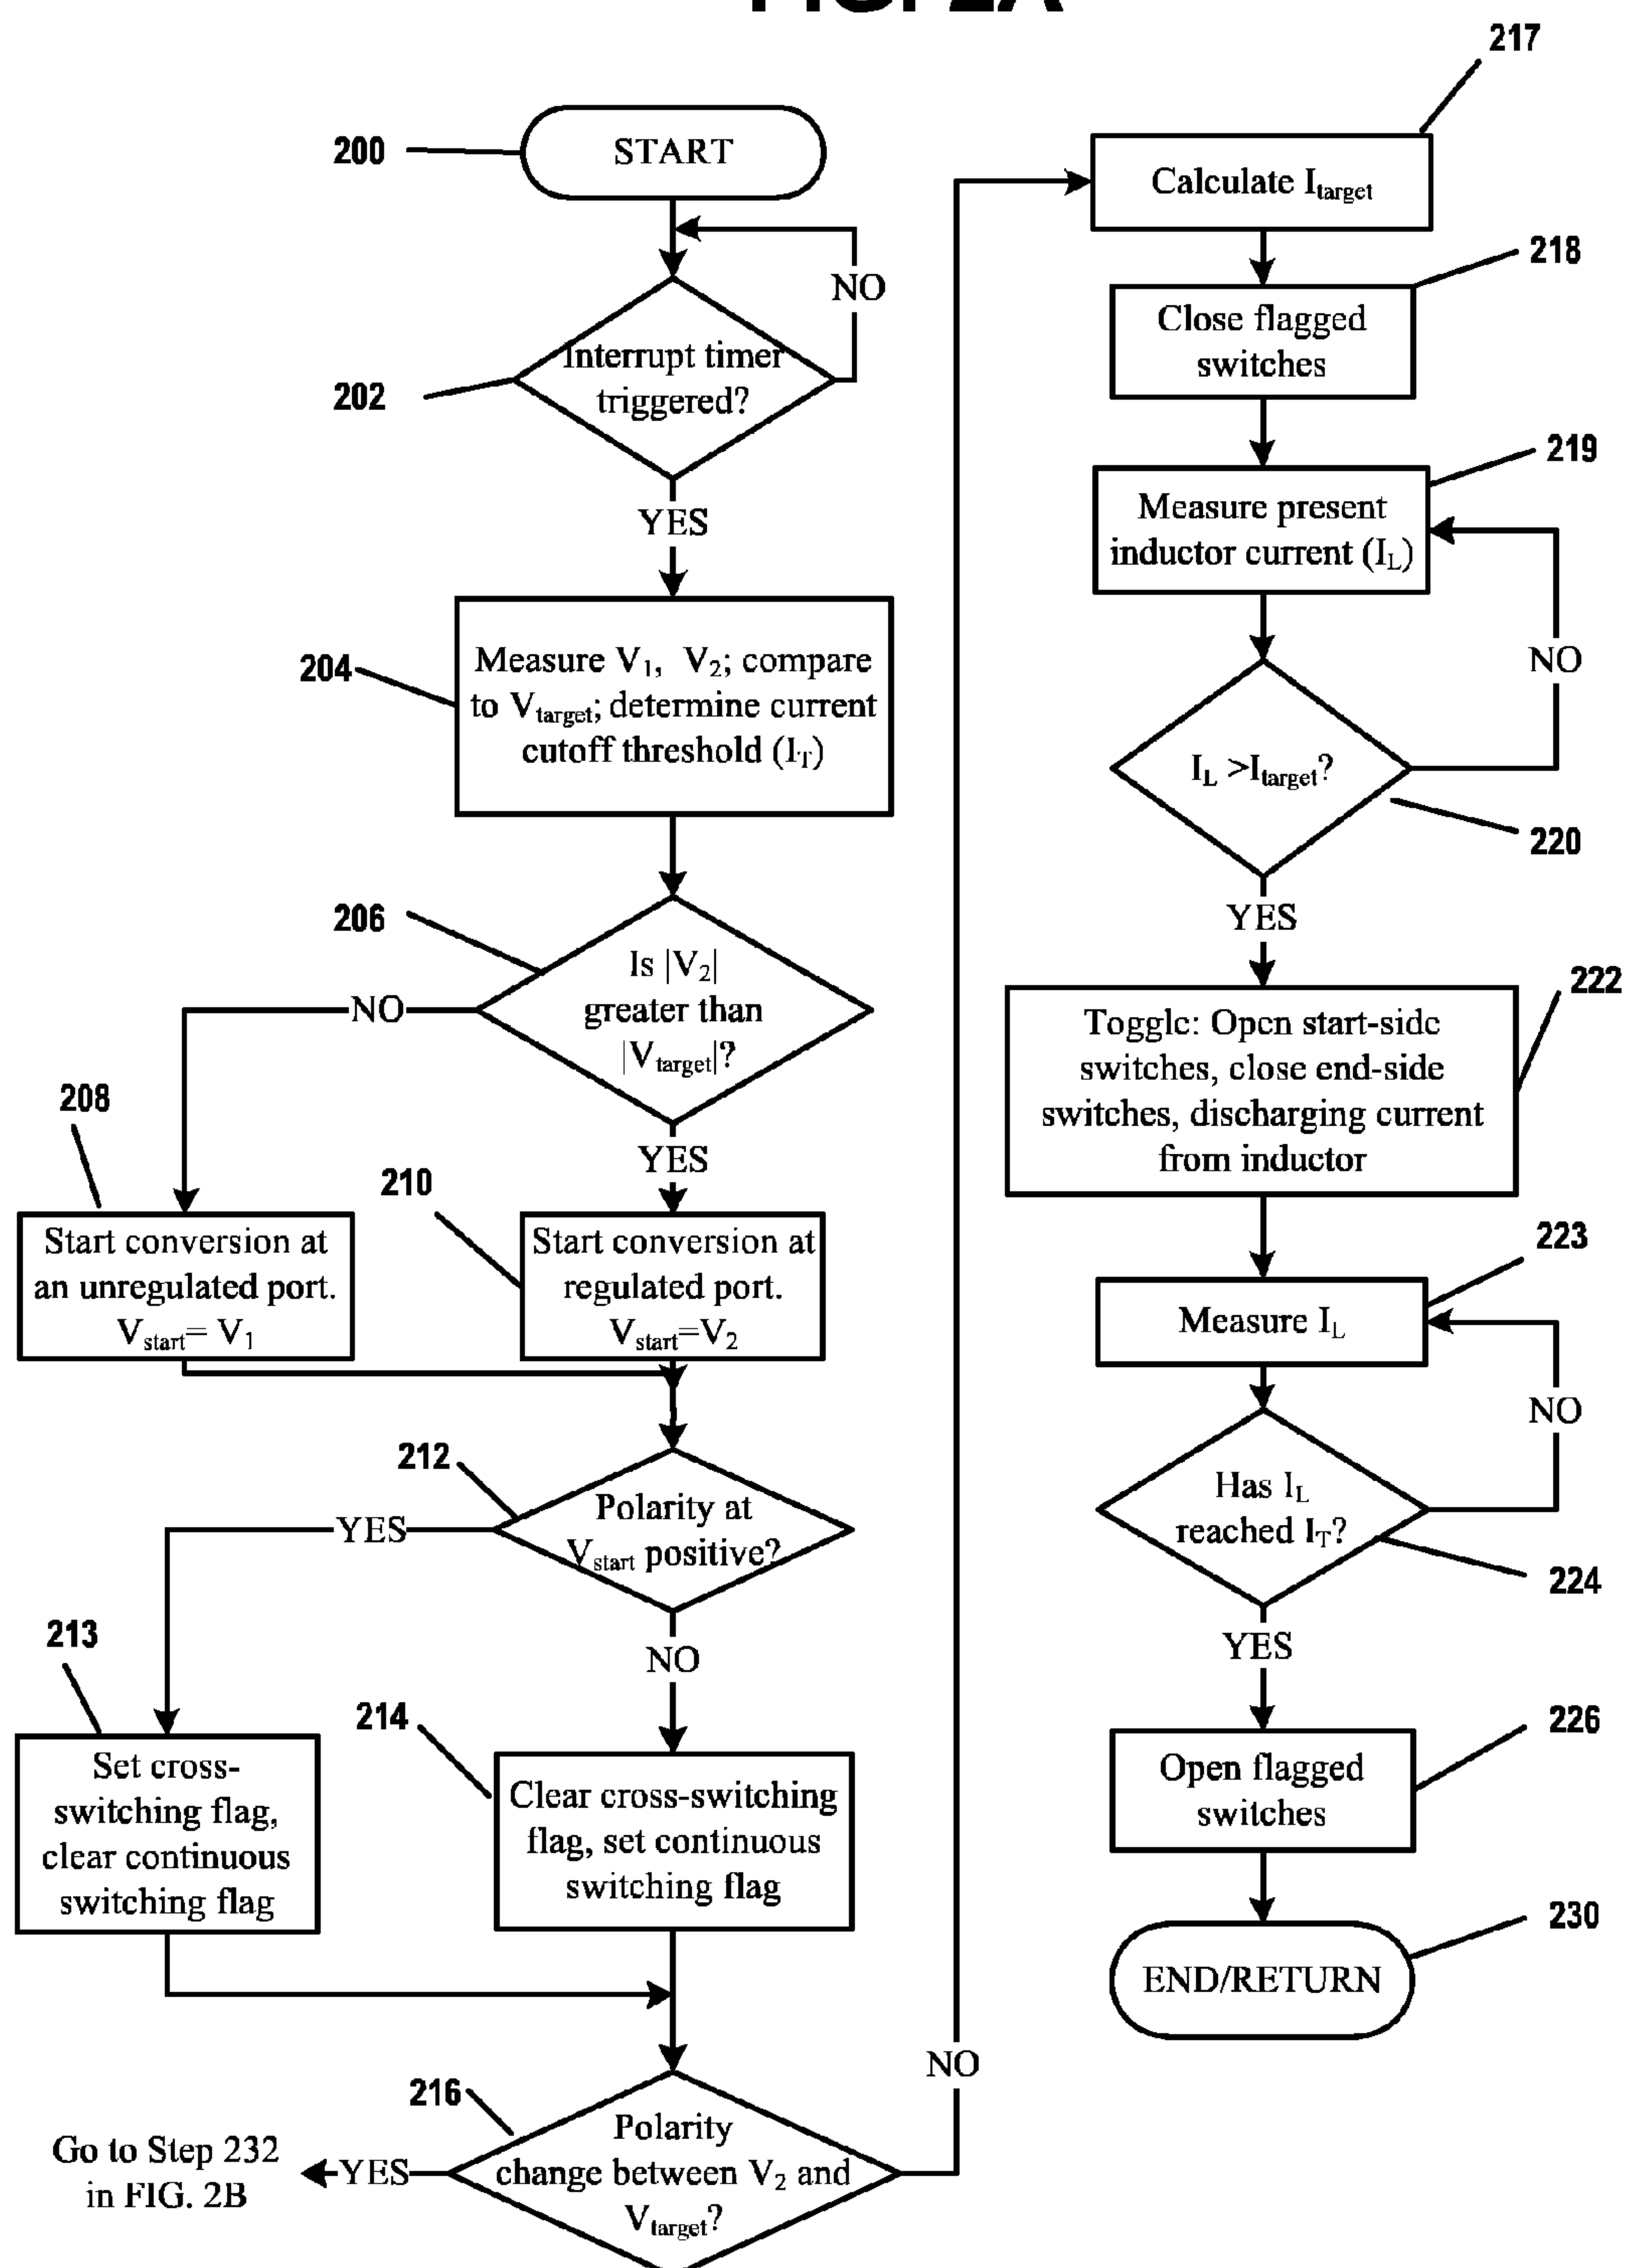 FIG. 2A
200
START
NO
202
Interrupt timer
triggered?
YES
204
Measure V1, V2; compare
to Vtarget; determine current
cutoff threshold (IT)
206
Is |V2|
greater than
|Vtarget|?
NO
YES
208
Start conversion at
an unregulated port.
Vstart= V1
210
Start conversion at
regulated port.
Vstart=V2
212
Polarity at
Vstart positive?
YES
NO
213
Set cross-
switching flag,
clear continuous
switching flag
214
Clear cross-switching
flag, set continuous
switching flag
216
Polarity
change between V2 and
Vtarget?
YES
Go to Step 232
in FIG. 2B
NO
217
Calculate Itarget
218
Close flagged
switches
219
Measure present
inductor current (IL)
NO
IL >Itarget?
220
YES
222
Toggle: Open start-side
switches, close end-side
switches, discharging current
from inductor
223
Measure IL
NO
Has IL
reached IT?
224
YES
226
Open flagged
switches
230
END/RETURN